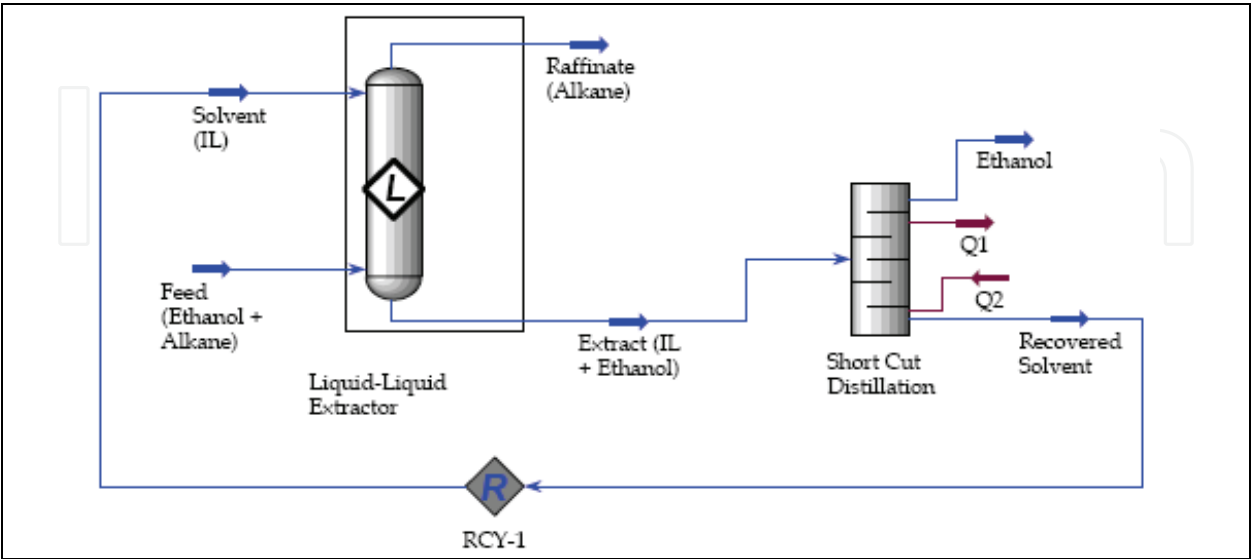 Raffinate
(Alkane)
Solvent
(IL)
L
Ethanol
Q1
Feed
(Ethanol +
Alkane)
Q2
Extract (IL
+ Ethanol)
Recovered
Solvent
Short Cut
Distillation
Liquid-Liquid
Extractor
R
RCY-1